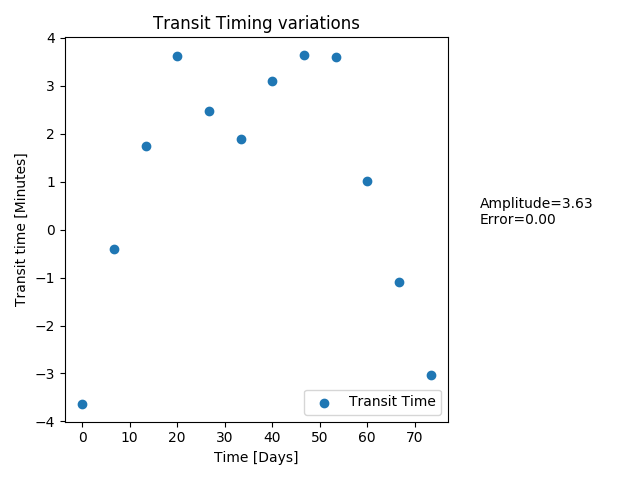 Transit Timing variations
Transit time [Minutes]
4
3
2
1
0
−1
−2
−3
−4
Amplitude=3.63
Error=0.00
Transit Time
0 10 20 30 40 50 60 70
Time [Days]